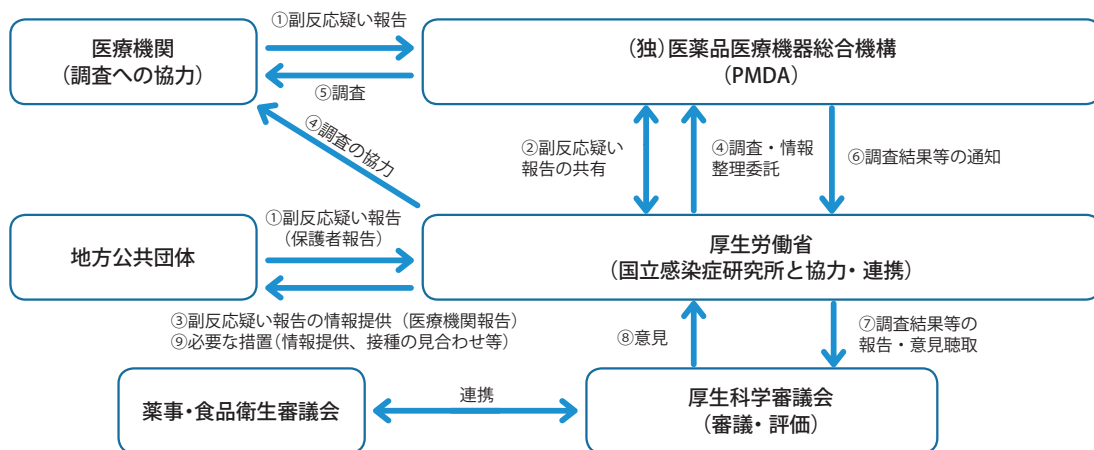 ①副反応疑い報告
医療機関
(調査への協力)
(独)医薬品医療機器総合機構
(PMDA)
⑤調査
④調査の協力
②副反応疑い
報告の共有
④調査・情報
整理委託
⑥調査結果等の通知
①副反応疑い報告
(保護者報告)
地方公共団体
厚生労働省
(国立感染症研究所と協力・連携)
③副反応疑い報告の情報提供(医療機関報告)
⑨必要な措置(情報提供、接種の見合わせ等)
⑧意見
⑦調査結果等の
報告・意見聴取
薬事・食品衛生審議会
連携
厚生科学審議会
(審議・評価)